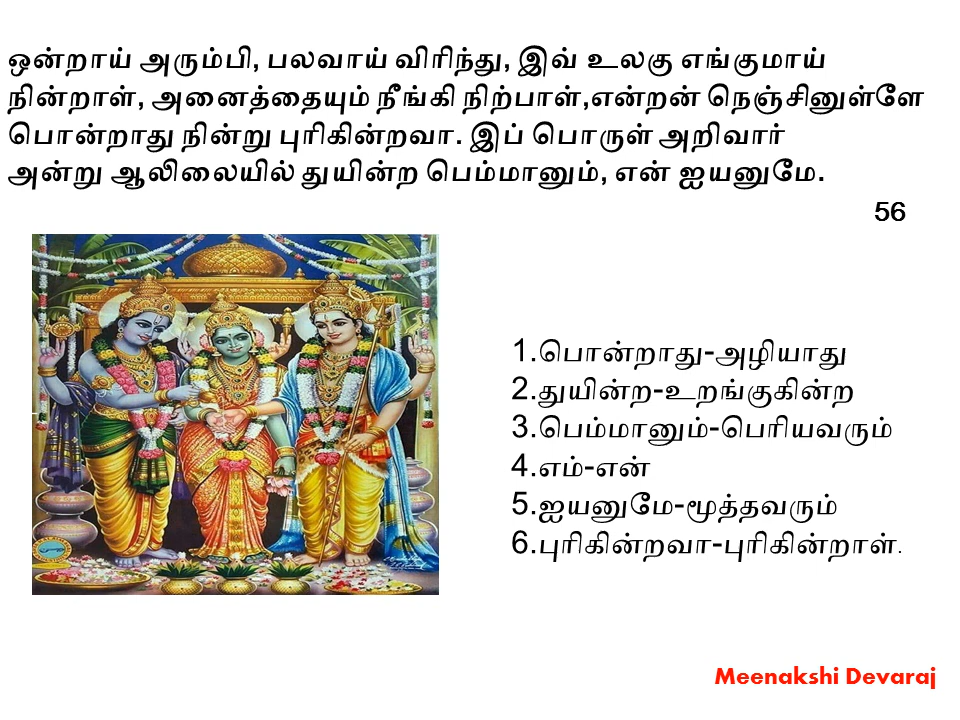 ஒன்றாய் அரும்பி, பலவாய் விரிந்து, இவ் உலகு எங்குமாய்
நின்றாள், அனைத்தையும் நீங்கி நிற்பாள்,என்றன் நெஞ்சினுள்ளே
பொன்றாது நின்று புரிகின்றவா. இப் பொருள் அறிவார்
அன்று ஆலிலையில் துயின்ற பெம்மானும், என் ஐயனுமே.
56
1.பொன்றாது-அழியாது
2.துயின்ற-உறங்குகின்ற
3.பெம்மானும்-பெரியவரும்
4.எம்-என்
5.ஐயனுமே-மூத்தவரும்
6.புரிகின்றவா-புரிகின்றாள்.
Meenakshi Devaraj